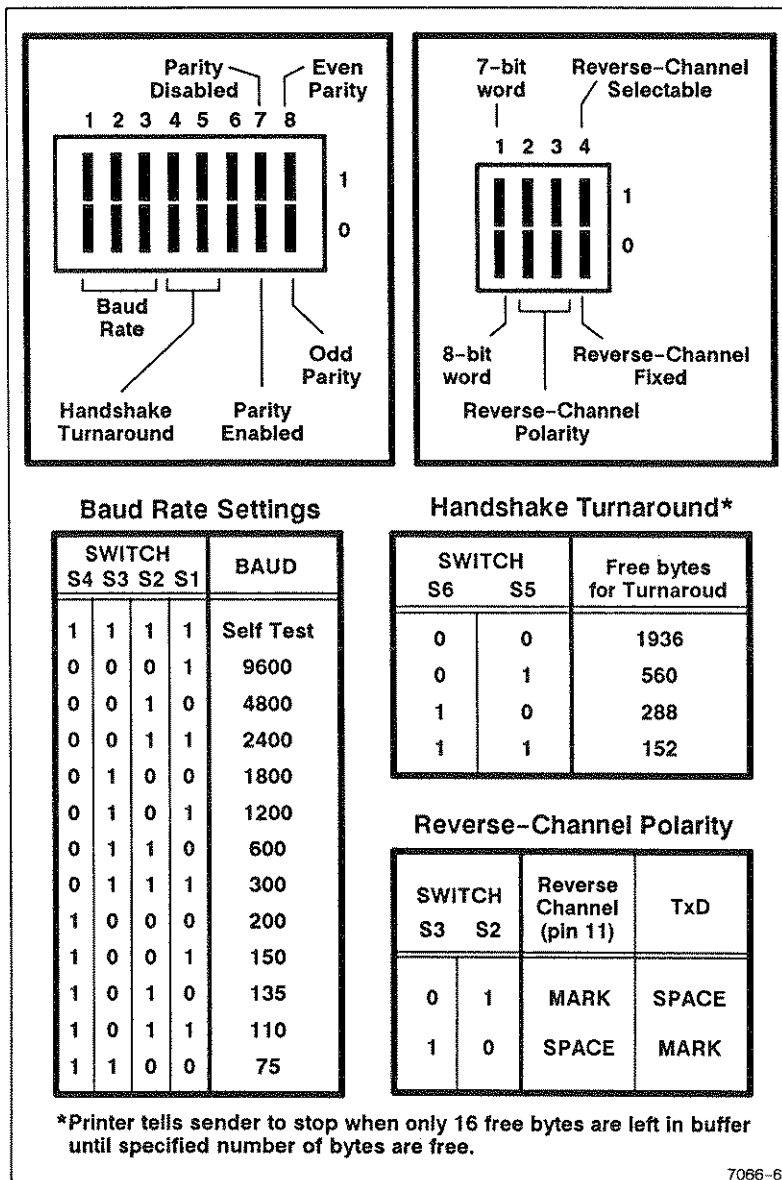 Parity Disabled
Even Parity
1 2 3 4 5 6 7 8
1
0
Baud Rate
Odd Parity
Handshake Turnaround
Parity Enabled
7-bit word
Reverse-Channel Selectable
1 2 3 4
1
0
8-bit word
Reverse-Channel Fixed
Reverse-Channel Polarity
Baud Rate Settings
SWITCH BAUD
S4 S3 S2 S1
1 1 1 1 Self Test
0 0 0 1 9600
0 0 1 0 4800
0 0 1 1 2400
0 1 0 0 1800
0 1 0 1 1200
0 1 1 0 600
0 1 1 1 300
1 0 0 0 200
1 0 0 1 150
1 0 1 0 135
1 0 1 1 110
1 1 0 0 75
Handshake Turnaround*
SWITCH Free bytes
S6 S5 for Turnaroud
0 0 1936
0 1 560
1 0 288
1 1 152
Reverse-Channel Polarity
SWITCH Reverse Channel (pin 11) TxD
S3 S2
0 1 MARK SPACE
1 0 SPACE MARK
*Printer tells sender to stop when only 16 free bytes are left in buffer
until specified number of bytes are free.
7066-6